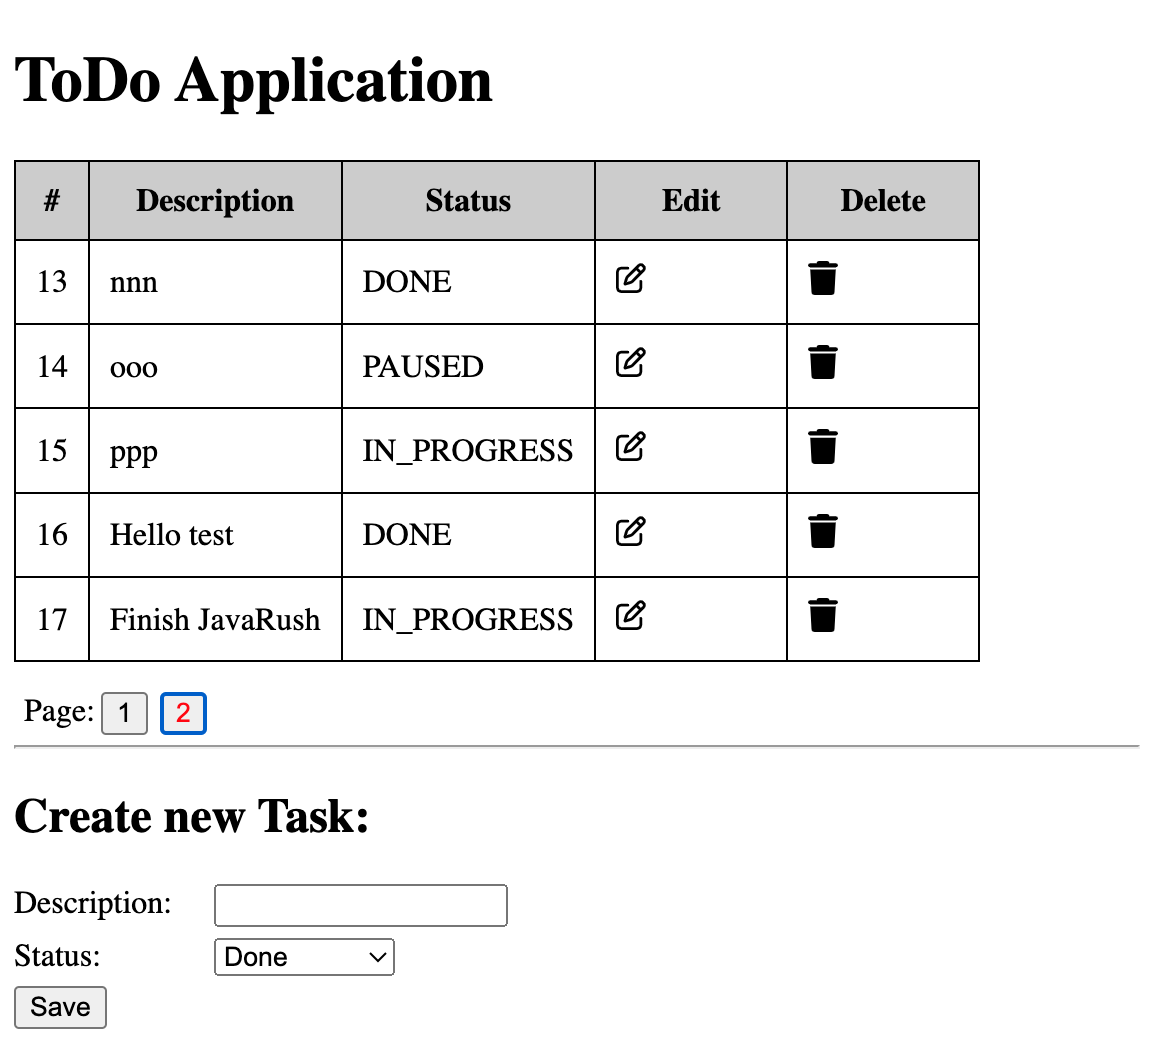 ToDo Application
# Description Status Edit Delete
13 nnn DONE
14 ooo PAUSED
15 ppp IN_PROGRESS
16 Hello test DONE
17 Finish JavaRush IN_PROGRESS
Page: 1 2
Create new Task:
Description:
Status: Done
Save